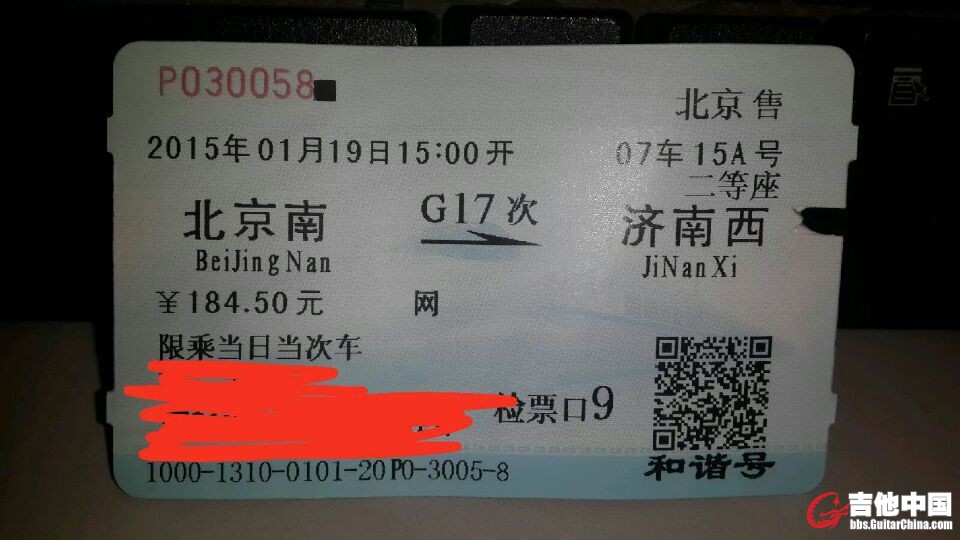 P030058
北京 售
2015年01月19日15:00开
07车 15A号
二等座
北京南
G17次
济南西
BeiJingNan
JiNanXi
￥184.50元
网
限乘当日当次车
检票口9
1000-1310-0101-20P0-3005-8
和谐号
吉他中国
bbs.GuitarChina.com